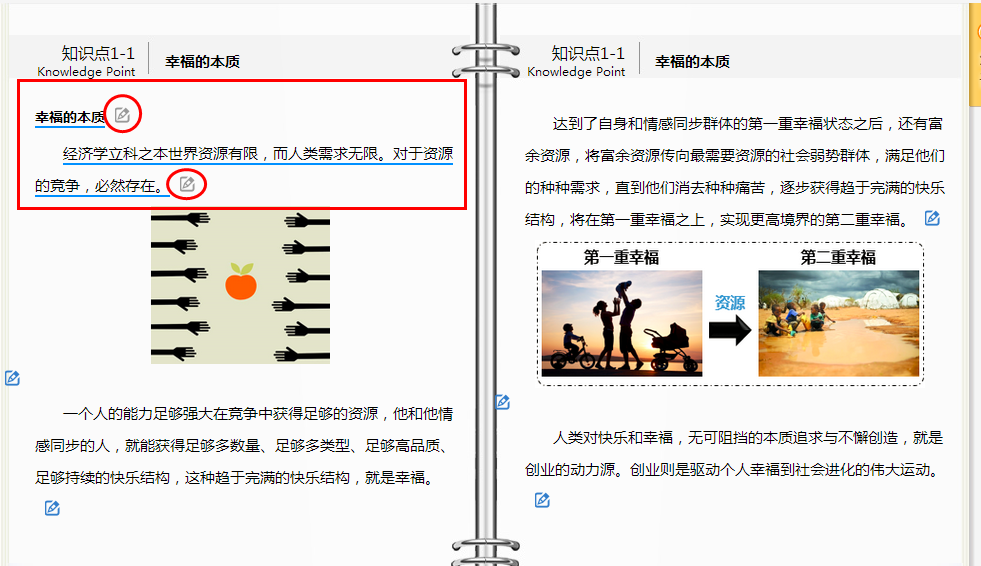 知识点1-1
Knowledge Point
幸福的本质
幸福的本质
经济学立科之本世界资源有限，而人类需求无限。对于资源
的竞争，必然存在。
一个人的能力足够强大在竞争中获得足够的资源，他和他情
感同步的人，就能获得足够多数量、足够多类型、足够高品质、
足够持续的快乐结构，这种趋于完满的快乐结构，就是幸福。
知识点1-1
Knowledge Point
幸福的本质
达到了自身和情感同步群体的第一重幸福状态之后，还有富
余资源，将富余资源传向最需要资源的社会弱势群体，满足他们
的种种需求，直到他们消去种种痛苦，逐步获得趋于完满的快乐
结构，将在第一重幸福之上，实现更高境界的第二重幸福。
第一重幸福
第二重幸福
资源
人类对快乐和幸福，无可阻挡的本质追求与不懈创造，就是
创业的动力源。创业则是驱动个人幸福到社会进化的伟大运动。